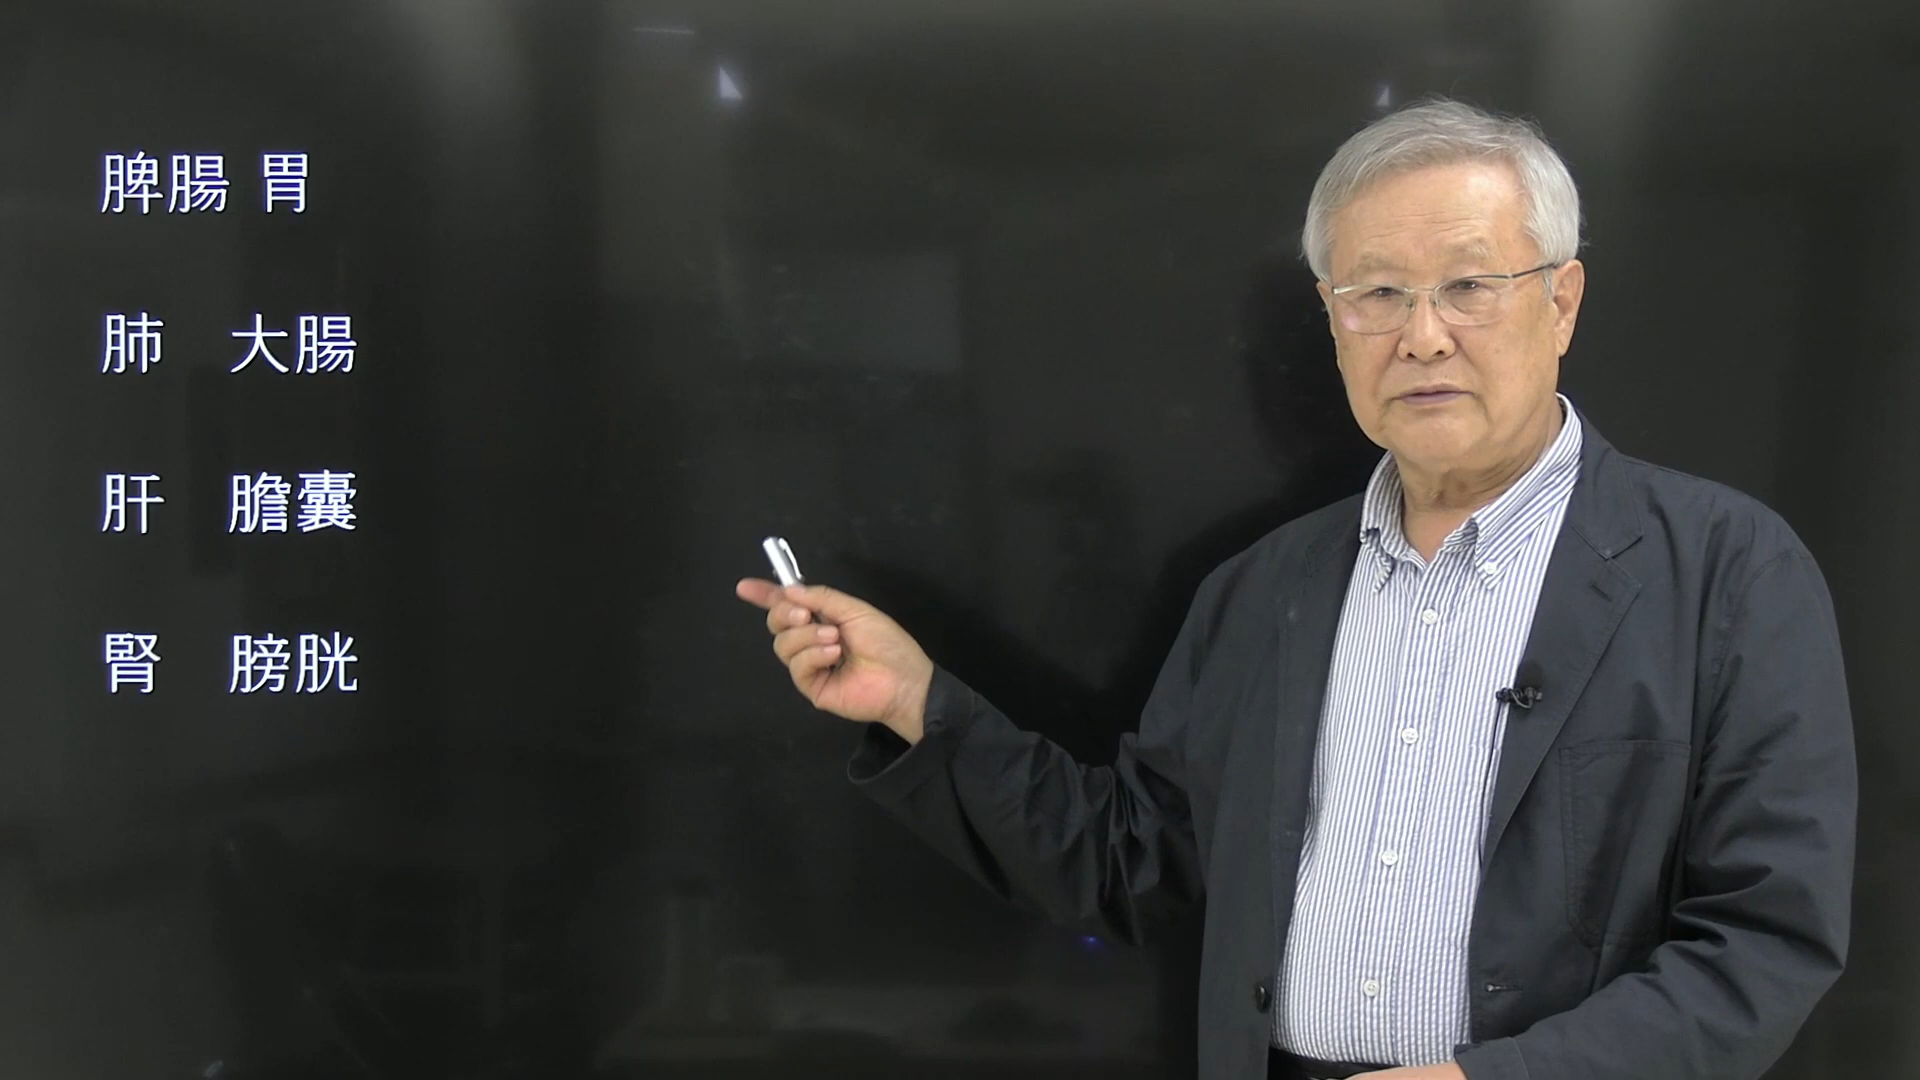 脾腸 胃
肺　大腸
肝　膽囊
腎　膀胱